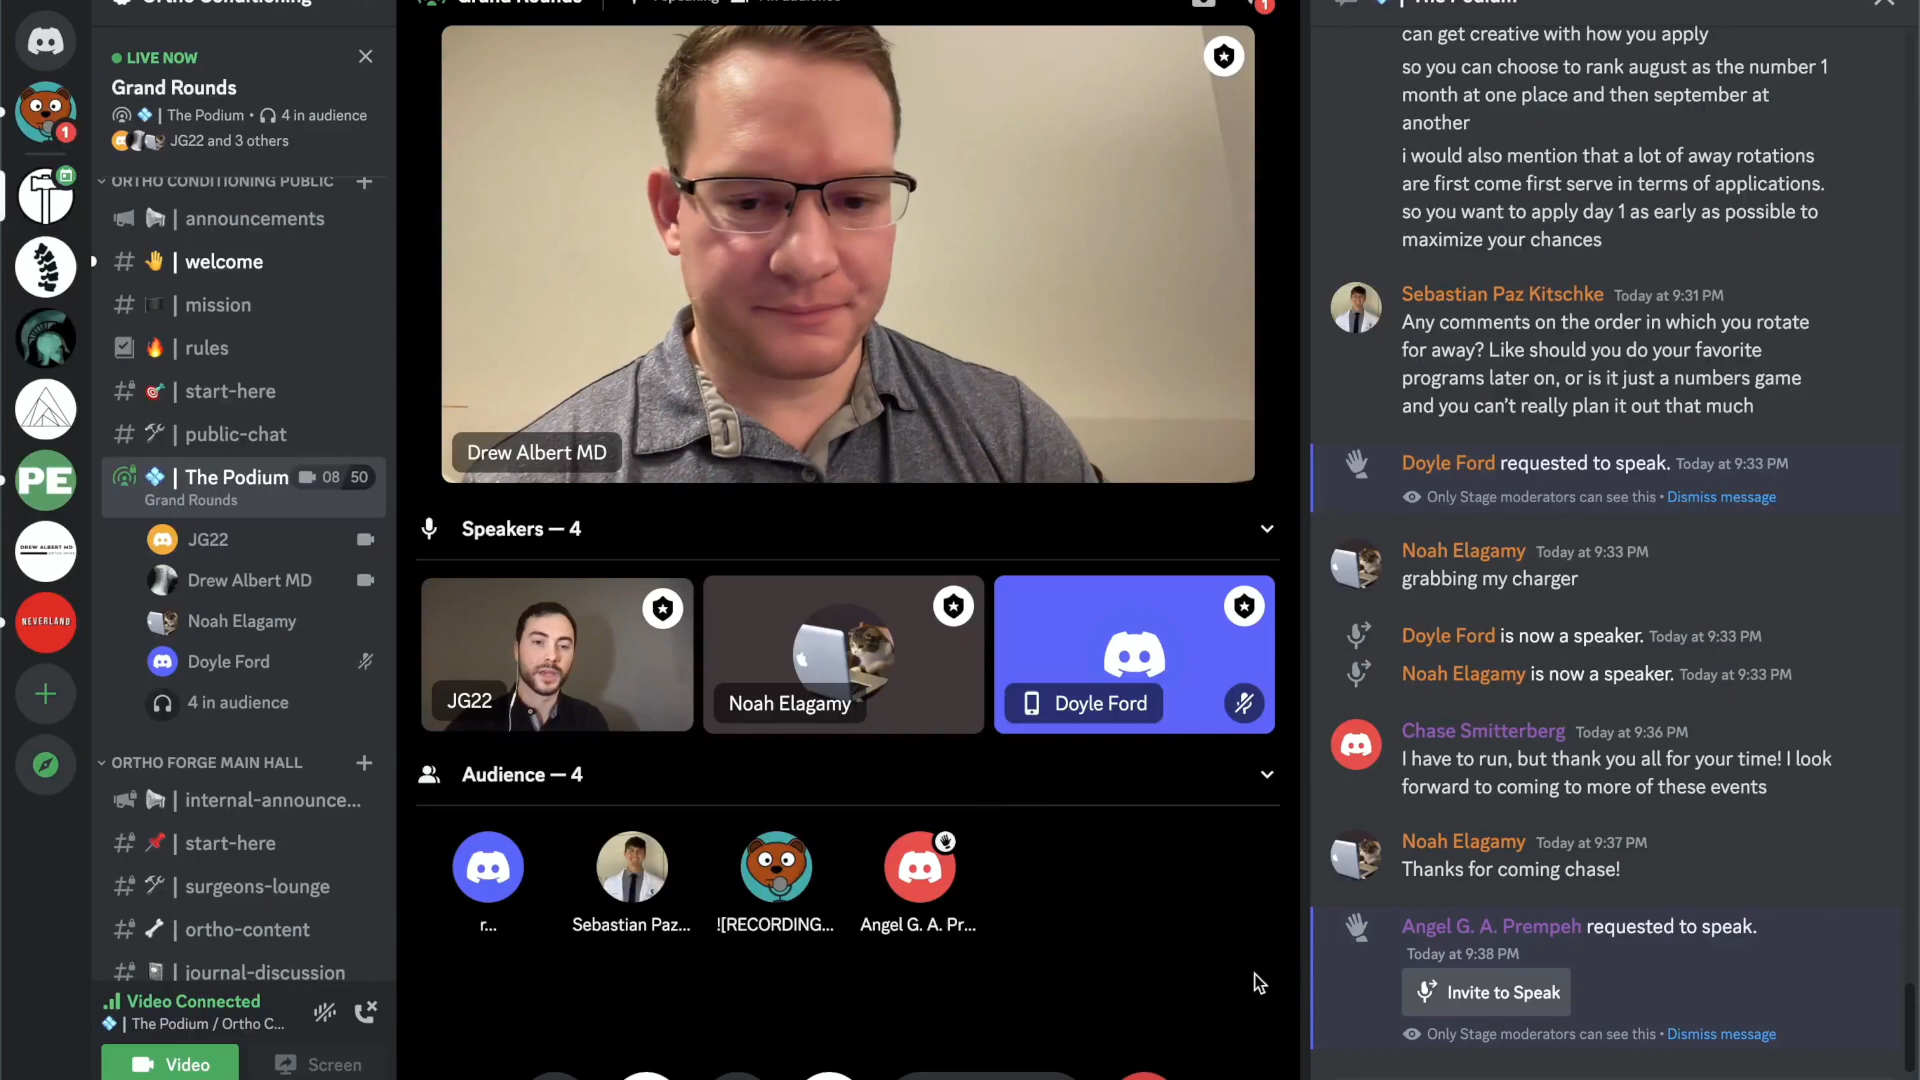 LIVE NOW
Grand Rounds
| The Podium • 4 in audience
JG22 and 3 others
ORTHO CONDITIONING PUBLIC
| announcements
| welcome
| mission
| rules
| start-here
| public-chat
| The Podium 08 50
Grand Rounds
JG22
Drew Albert MD
Noah Elagamy
Doyle Ford
4 in audience
ORTHO FORGE MAIN HALL
| internal-announce...
| start-here
| surgeons-lounge
| ortho-content
| journal-discussion
Video Connected
| The Podium / Ortho C...
Video
Screen
1
PE
DREW ALBERT MD
NEVERLAND
1
Drew Albert MD
Speakers — 4
JG22
Noah Elagamy
Doyle Ford
Audience — 4
r...
Sebastian Paz...
![RECORDING...
Angel G. A. Pr...
can get creative with how you apply
so you can choose to rank august as the number 1
month at one place and then september at
another
i would also mention that a lot of away rotations
are first come first serve in terms of applications.
so you want to apply day 1 as early as possible to
maximize your chances
Sebastian Paz Kitschke Today at 9:31 PM
Any comments on the order in which you rotate
for away? Like should you do your favorite
programs later on, or is it just a numbers game
and you can't really plan it out that much
Doyle Ford requested to speak. Today at 9:33 PM
Only Stage moderators can see this • Dismiss message
Noah Elagamy Today at 9:33 PM
grabbing my charger
Doyle Ford is now a speaker. Today at 9:33 PM
Noah Elagamy is now a speaker. Today at 9:33 PM
Chase Smitterberg Today at 9:36 PM
I have to run, but thank you all for your time! I look
forward to coming to more of these events
Noah Elagamy Today at 9:37 PM
Thanks for coming chase!
Angel G. A. Prempeh requested to speak.
Today at 9:38 PM
Invite to Speak
Only Stage moderators can see this • Dismiss message